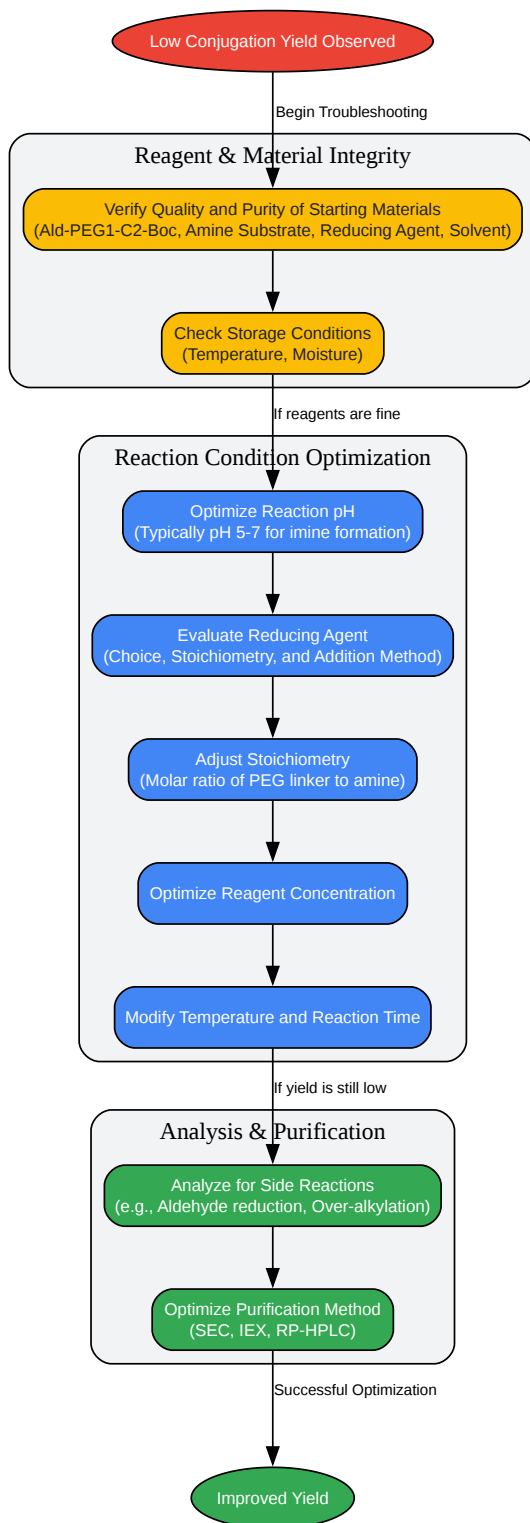 Low Conjugation Yield Observed
Begin Troubleshooting
Reagent & Material Integrity
Verify Quality and Purity of Starting Materials
(Ald-PEG1-C2-Boc, Amine Substrate, Reducing Agent, Solvent)
Check Storage Conditions
(Temperature, Moisture)
If reagents are fine
Reaction Condition Optimization
Optimize Reaction pH
(Typically pH 5-7 for imine formation)
Evaluate Reducing Agent
(Choice, Stoichiometry, and Addition Method)
Adjust Stoichiometry
(Molar ratio of PEG linker to amine)
Optimize Reagent Concentration
Modify Temperature and Reaction Time
If yield is still low
Analysis & Purification
Analyze for Side Reactions
(e.g., Aldehyde reduction, Over-alkylation)
Optimize Purification Method
(SEC, IEX, RP-HPLC)
Successful Optimization
Improved Yield